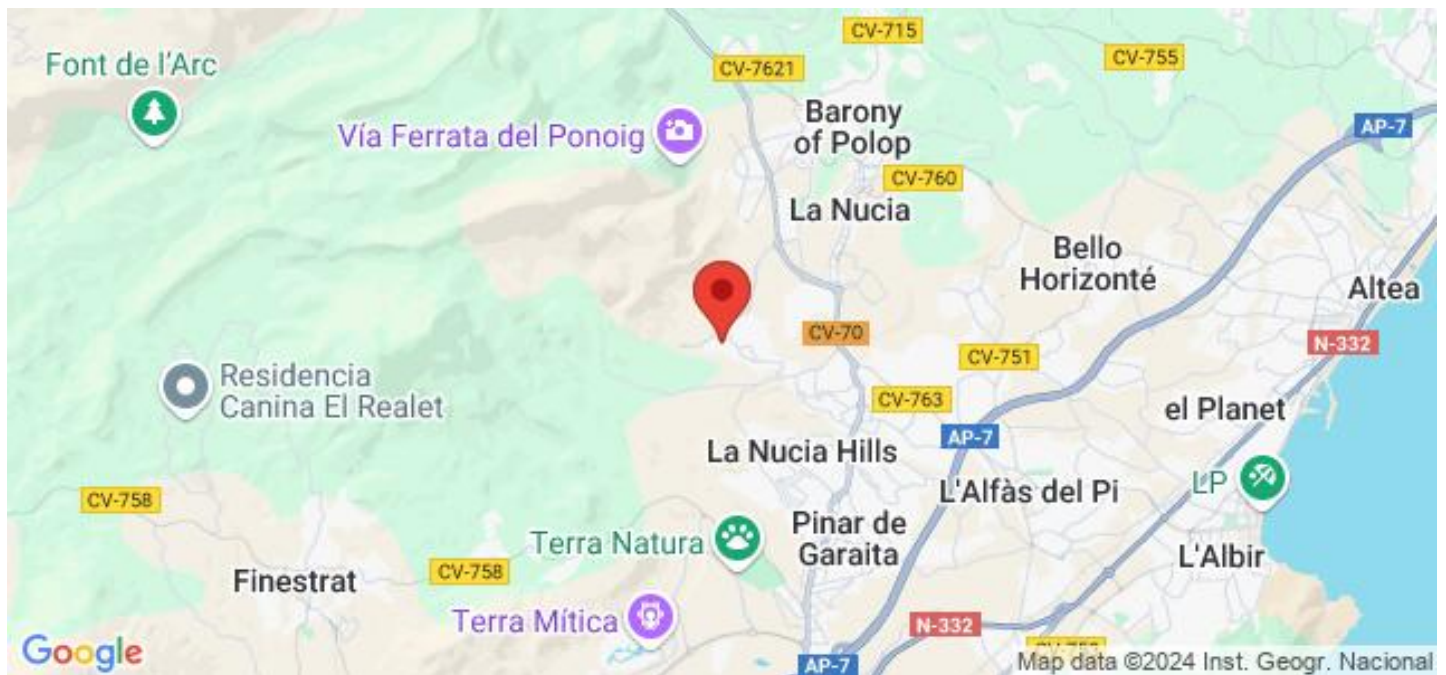 CV-715
Font de l'Arc
CV-7621
CV-755
Barony
of Polop
AP-7
Vía Ferrata del Ponoig
CV-760
La Nucia
Bello
Horizonté
Altea
CV-70
N-332
CV-751
Residencia
Canina El Realet
CV-763
el Planet
AP-7
La Nucia Hills
LP
L'Alfàs del Pi
CV-758
Pinar de
Garaita
Terra Natura
L'Albir
CV-758
Finestrat
Terra Mítica
N-332
Google
AP-7
Map data ©2024 Inst. Geogr. Nacional